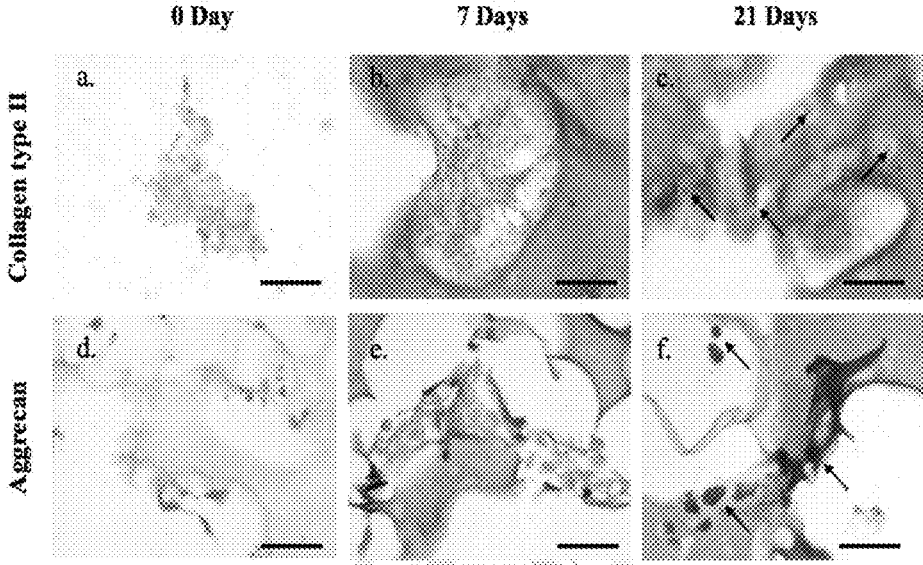 0 Day 7 Days 21 Days
Collagen type II
a. b. c.
Aggrecan
d. e. f.